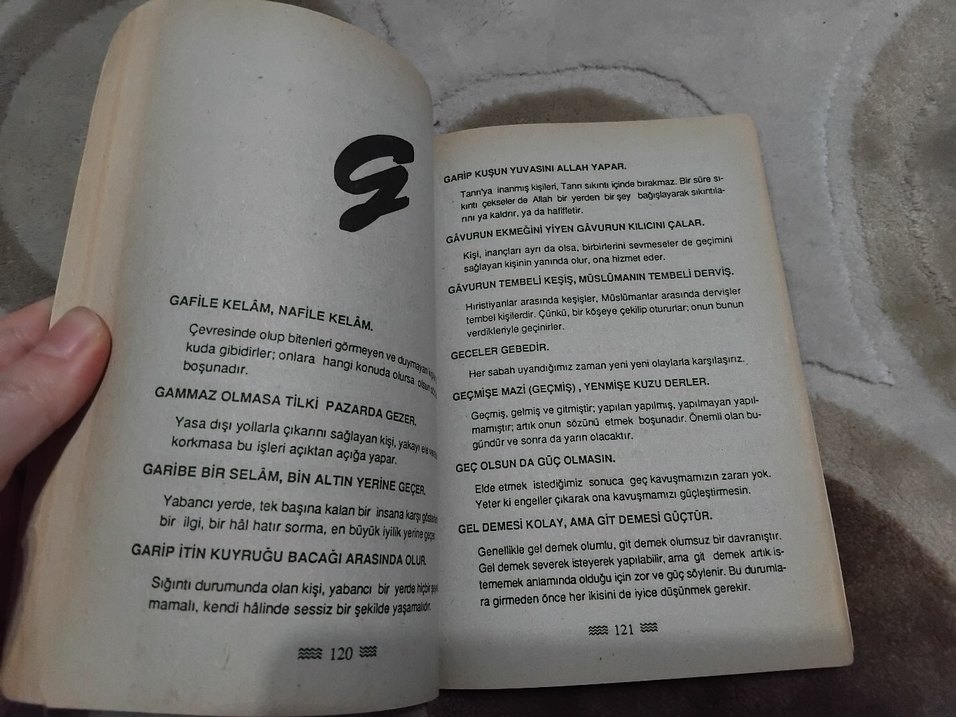 G
GAFİLE KELÂM, NAFİLE KELÂM.
Çevresinde olup bitenleri görmeyen ve duymayan
kuda gibidirler; onlara hangi konuda olursa olsun
boşunadır.
GAMMAZ OLMASA TİLKİ PAZARDA GEZER.
Yasa dışı yollarla çıkarını sağlayan kişi, yakayı ele
korkmasa bu işleri açıktan açığa yapar.
GARİBE BİR SELÂM, BİN ALTIN YERİNE GEÇER.
Yabancı yerde, tek başına kalan bir insana karşı
bir ilgi, bir hâl hatır sorma, en büyük iyilik yerine geçer.
GARİP İTİN KUYRUĞU BACAĞI ARASINDA OLUR.
Sığıntı durumunda olan kişi, yabancı bir yerde hiçbir
mamalı, kendi hâlinde sessiz bir şekilde yaşamalıdır.
120
GARİP KUŞUN YUVASINI ALLAH YAPAR.
Tanrı'ya inanmış kişileri, Tanrı sıkıntı içinde bırakmaz. Bir süre sı-
kıntı çekseler de Allah bir yerden bir şey bağışlayarak sıkıntıla-
rını ya kaldırır, ya da hafifletir.
GÂVURUN EKMEĞİNİ YİYEN GÂVURUN KILICINI ÇALAR.
Kişi, inançları ayrı da olsa, birbirlerini sevmeseler de geçimini
sağlayan kişinin yanında olur, ona hizmet eder.
GÂVURUN TEMBELİ KEŞİŞ, MÜSLÜMANIN TEMBELİ DERVİŞ.
Hıristiyanlar arasında keşişler, Müslümanlar arasında dervişler
tembel kişilerdir. Çünkü, bir köşeye çekilip otururlar; onun bunun
verdikleriyle geçinirler.
GECELER GEBEDİR.
Her sabah uyandığımız zaman yeni yeni olaylarla karşılaşırız.
GEÇMİŞE MAZİ (GEÇMİŞ) , YENMİŞE KUZU DERLER.
Geçmiş, gelmiş ve gitmiştir; yapılan yapılmış, yapılmayan yapıl-
mamıştır; artık onun sözünü etmek boşunadır. Önemli olan bu-
gündür ve sonra da yarın olacaktır.
GEÇ OLSUN DA GÜÇ OLMASIN.
Elde etmek istediğimiz sonuca geç kavuşmamızın zararı yok.
Yeter ki engeller çıkarak ona kavuşmamızı güçleştirmesin.
GEL DEMESİ KOLAY, AMA GİT DEMESİ GÜÇTÜR.
Genellikle gel demek olumlu, git demek olumsuz bir davranıştır.
Gel demek severek isteyerek yapılabilir, ama git demek artık is-
tememek anlamında olduğu için zor ve güç söylenir. Bu durumla-
ra girmeden önce her ikisini de iyice düşünmek gerekir.
121